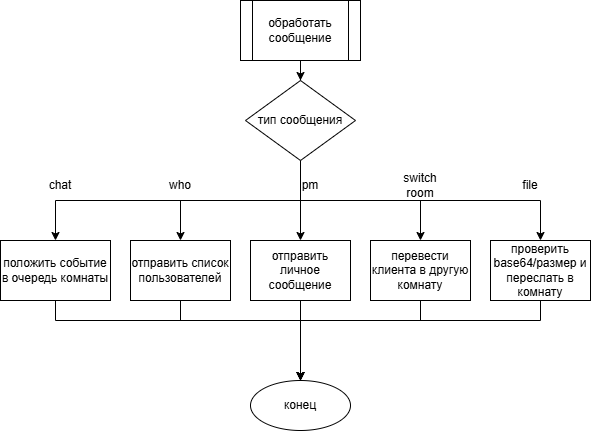 обработать
сообщение
тип сообщения
chat
who
pm
switch
room
file
положить событие
в очередь комнаты
отправить список
пользователей
отправить
личное
сообщение
перевести
клиента в другую
комнату
проверить
base64/размер и
переслать в
комнату
конец